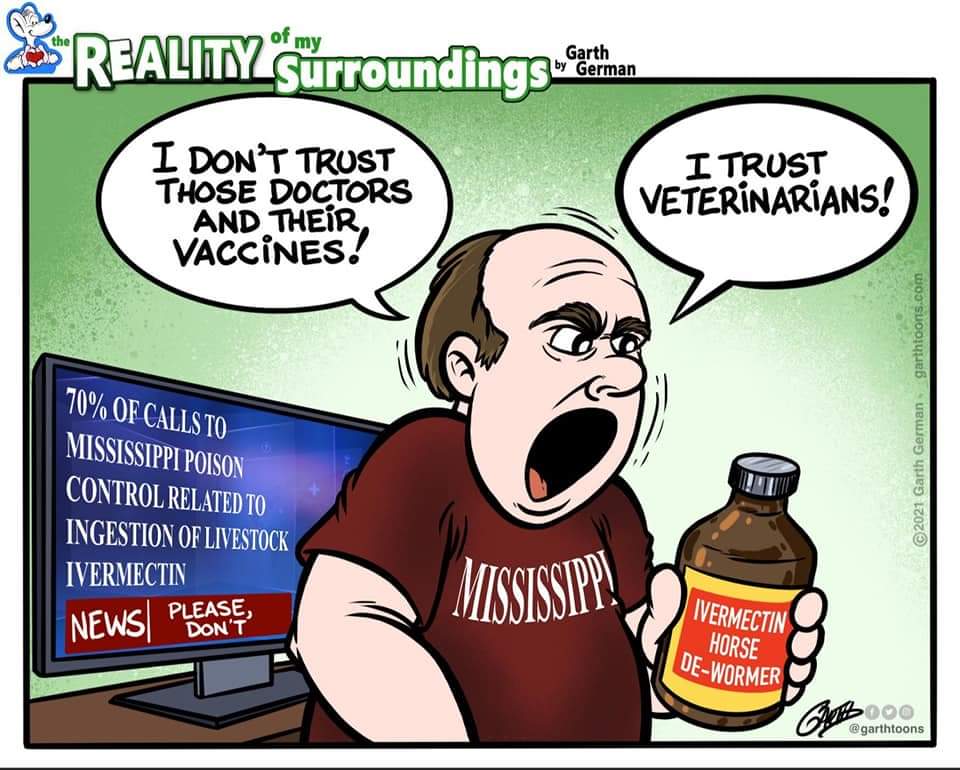 the REALITY of my
Surroundings by Garth
German
I DON'T TRUST
THOSE DOCTORS
AND THEIR
VACCINES!
I TRUST
VETERINARIANS!
70% OF CALLS TO
MISSISSIPPI POISON
CONTROL RELATED TO
INGESTION OF LIVESTOCK
IVERMECTIN
NEWS PLEASE,
DON'T
MISSISSIPPI
IVERMECTIN
HORSE
DE-WORMER
©2021 Garth German - garthtoons.com
Garth
@garthtoons